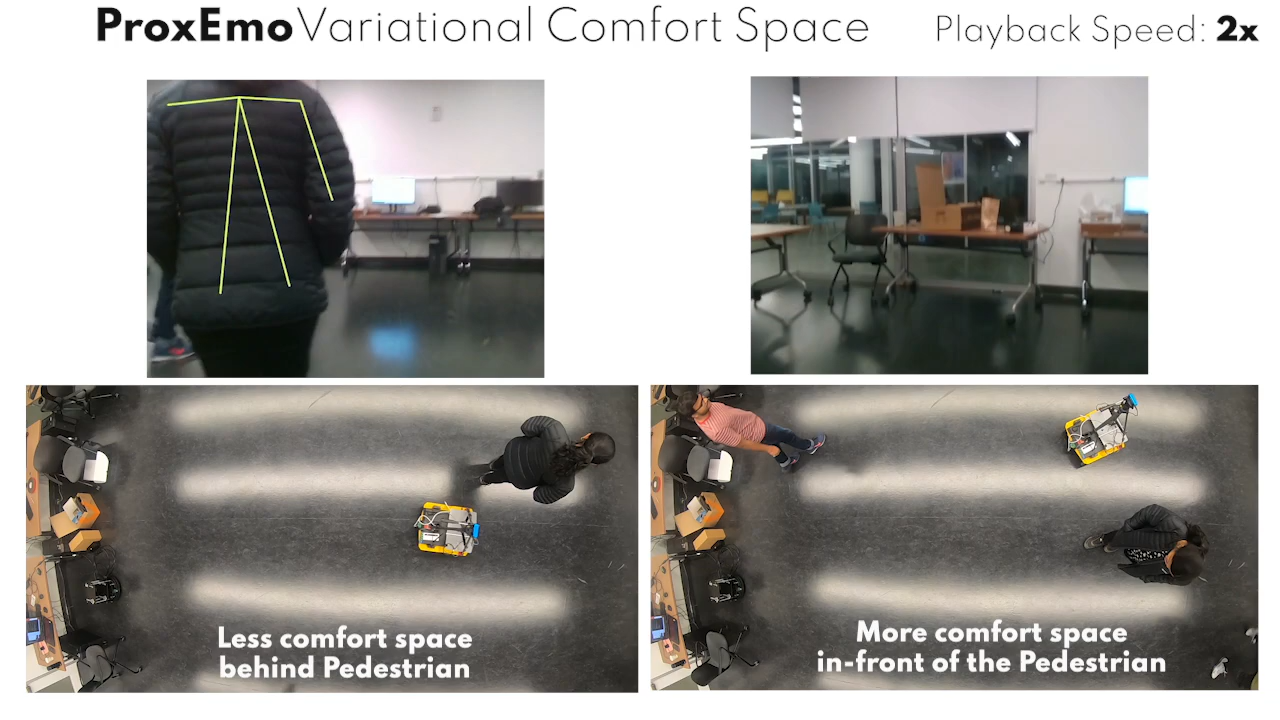 ProxEmo Variational Comfort Space
Playback Speed: 2x
Less comfort space
behind Pedestrian
More comfort space
in-front of the Pedestrian